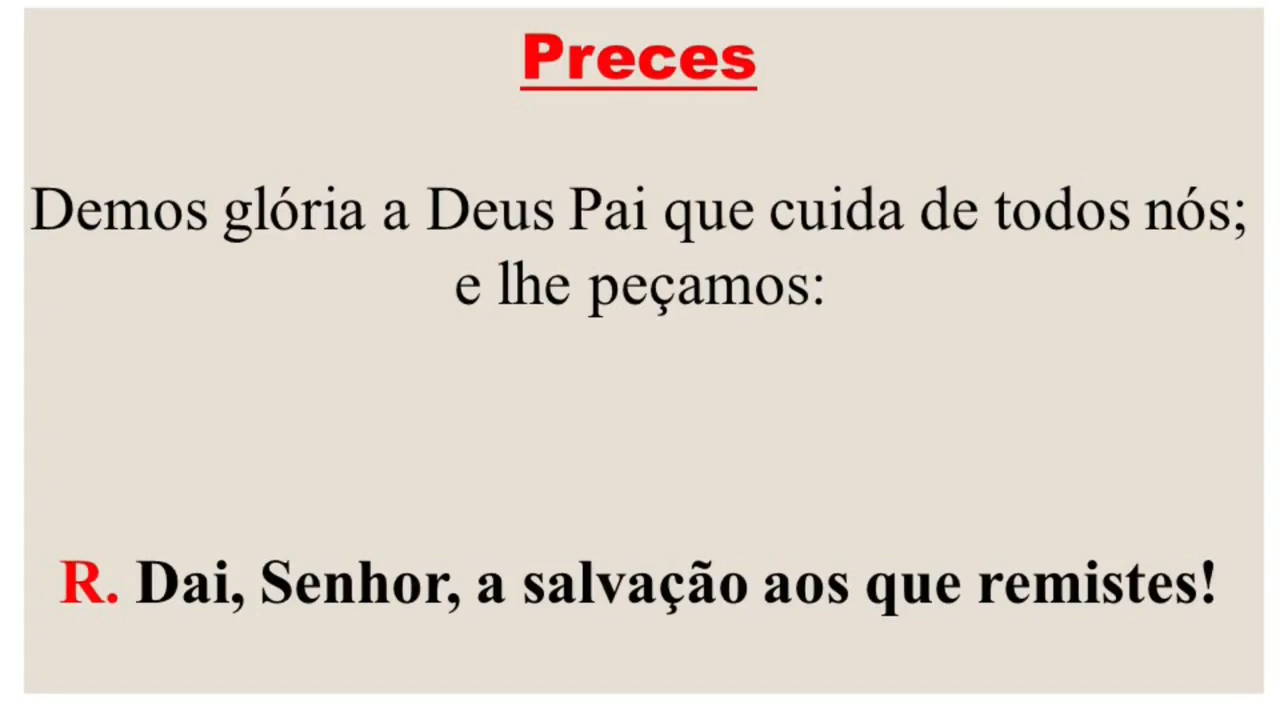 Preces
Demos glória a Deus Pai que cuida de todos nós;
e lhe peçamos:
R. Dai, Senhor, a salvação aos que remistes!